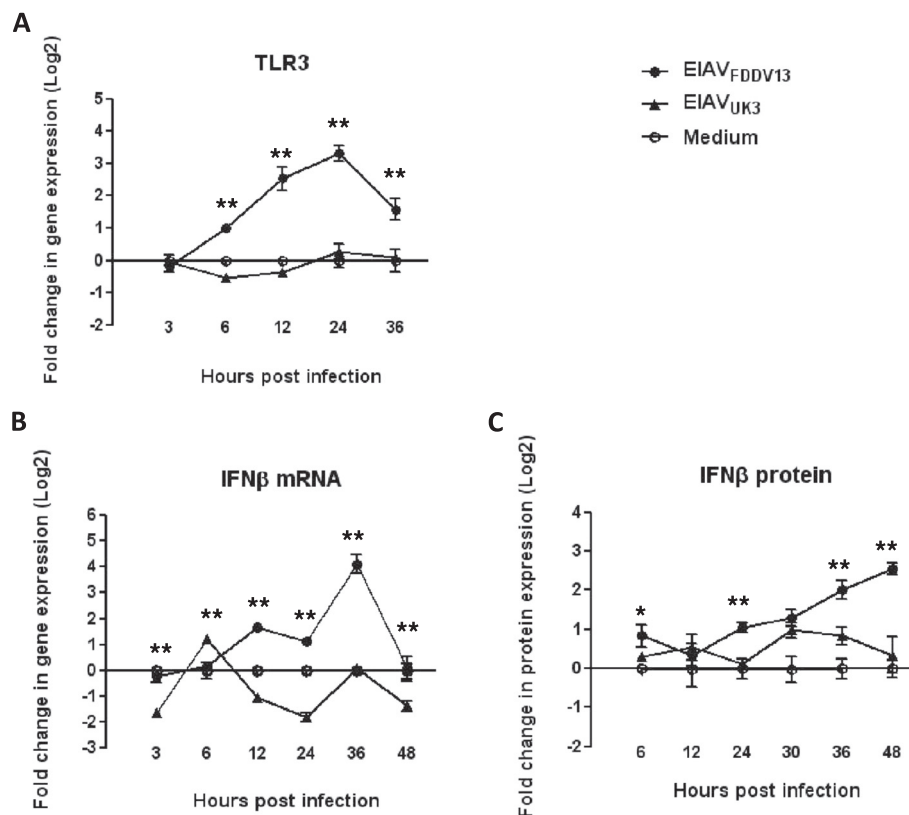 A
TLR3
Fold change in gene expression (Log2)
5
4
3
2
1
0
-1
-2
**
**
**
**
3 6 12 24 36
Hours post infection
EIAVFDDV13
EIAVUK3
Medium
B
IFNβ mRNA
Fold change in gene expression (Log2)
6
5
4
3
2
1
0
-1
-2
-3
**
**
**
**
**
**
3 6 12 24 36 48
Hours post infection
C
IFNβ protein
Fold change in protein expression (Log2)
4
3
2
1
0
-1
-2
*
**
**
**
6 12 24 30 36 48
Hours post infection